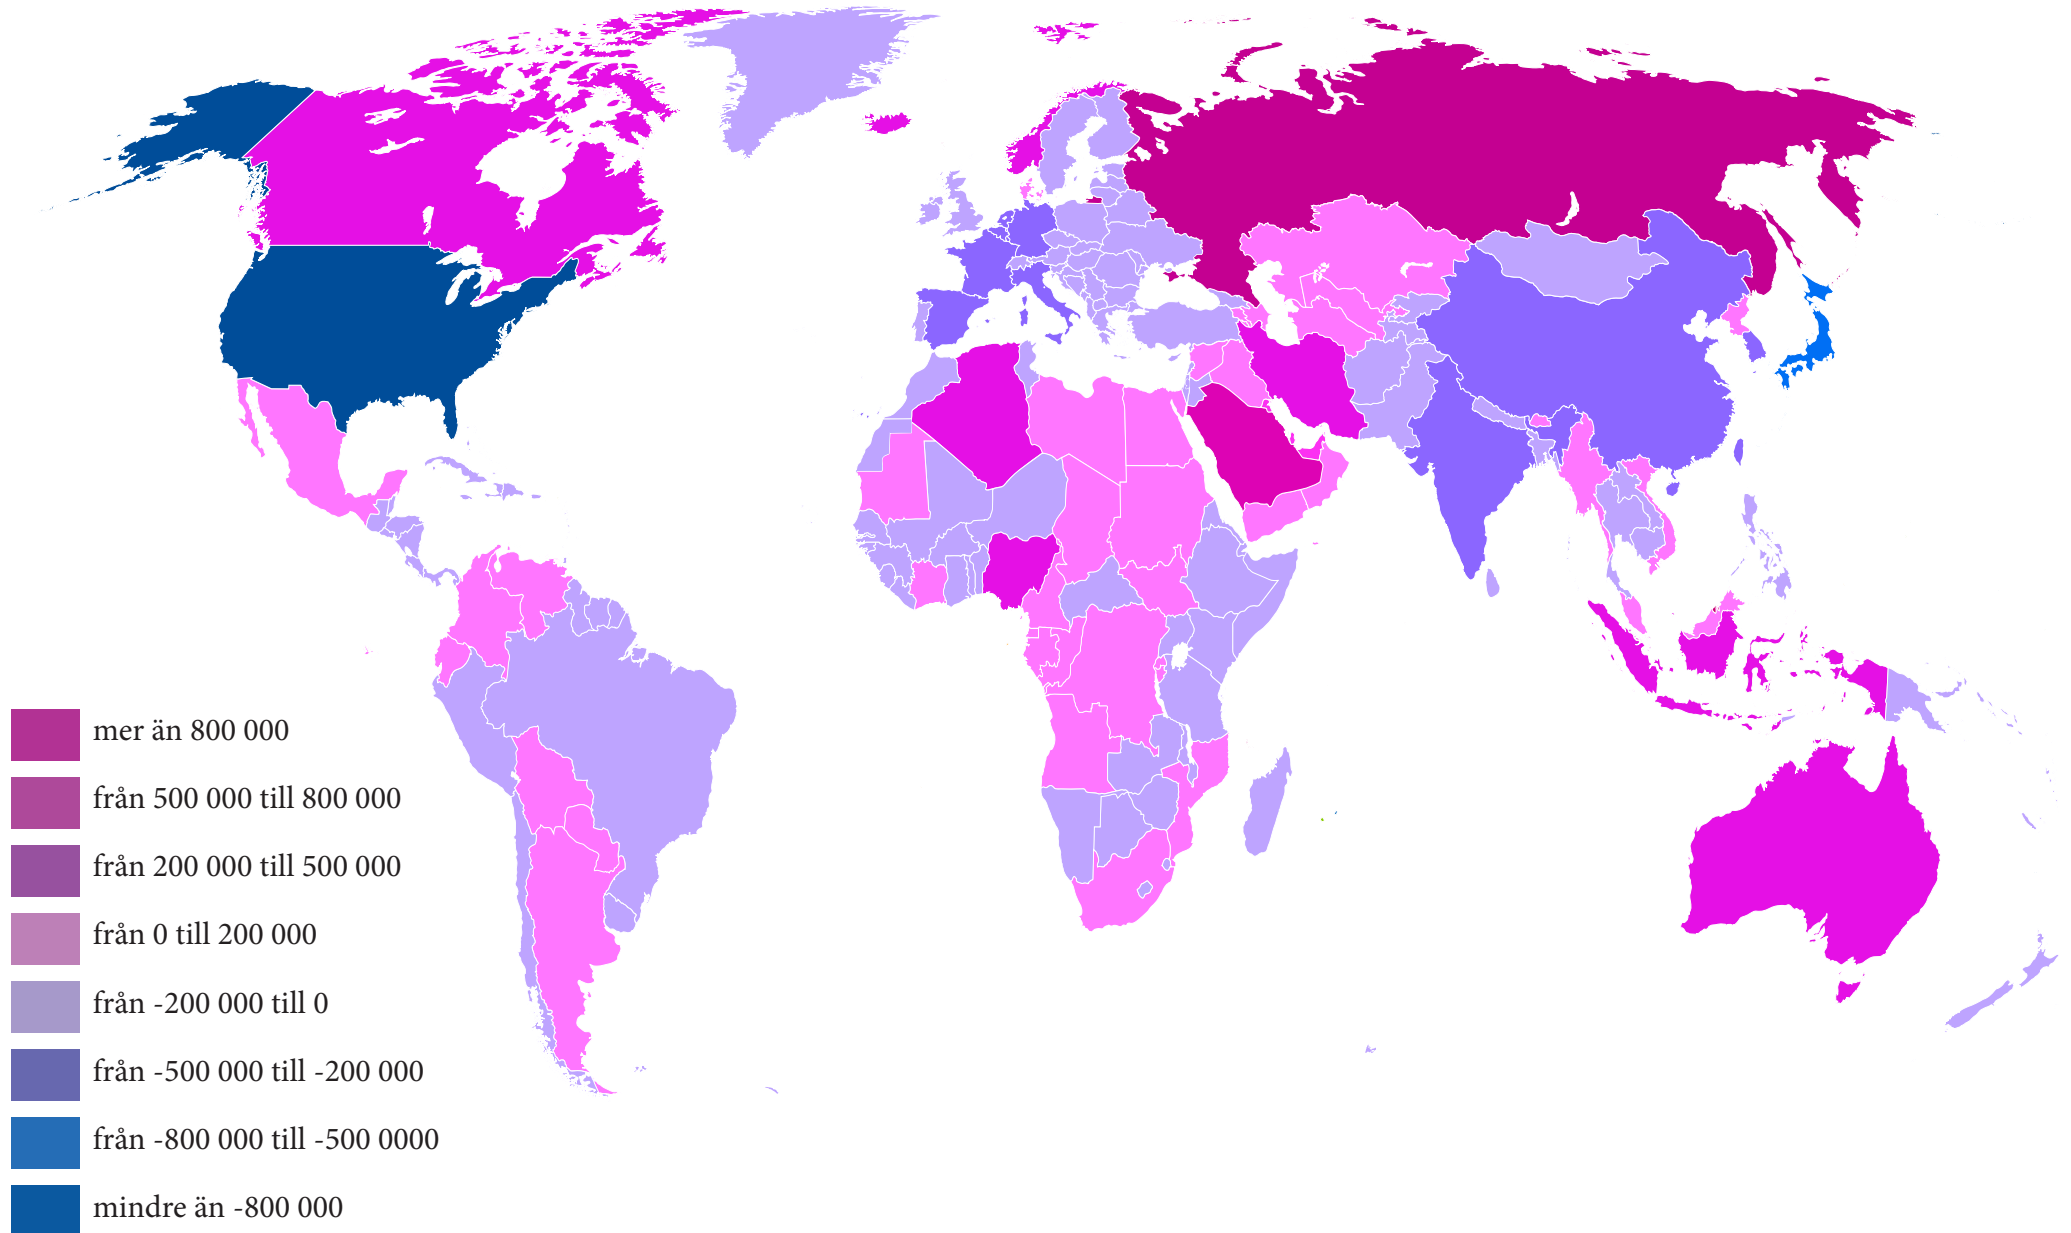 mer än 800 000
från 500 000 till 800 000
från 200 000 till 500 000
från 0 till 200 000
från -200 000 till 0
från -500 000 till -200 000
från -800 000 till -500 0000
mindre än -800 000